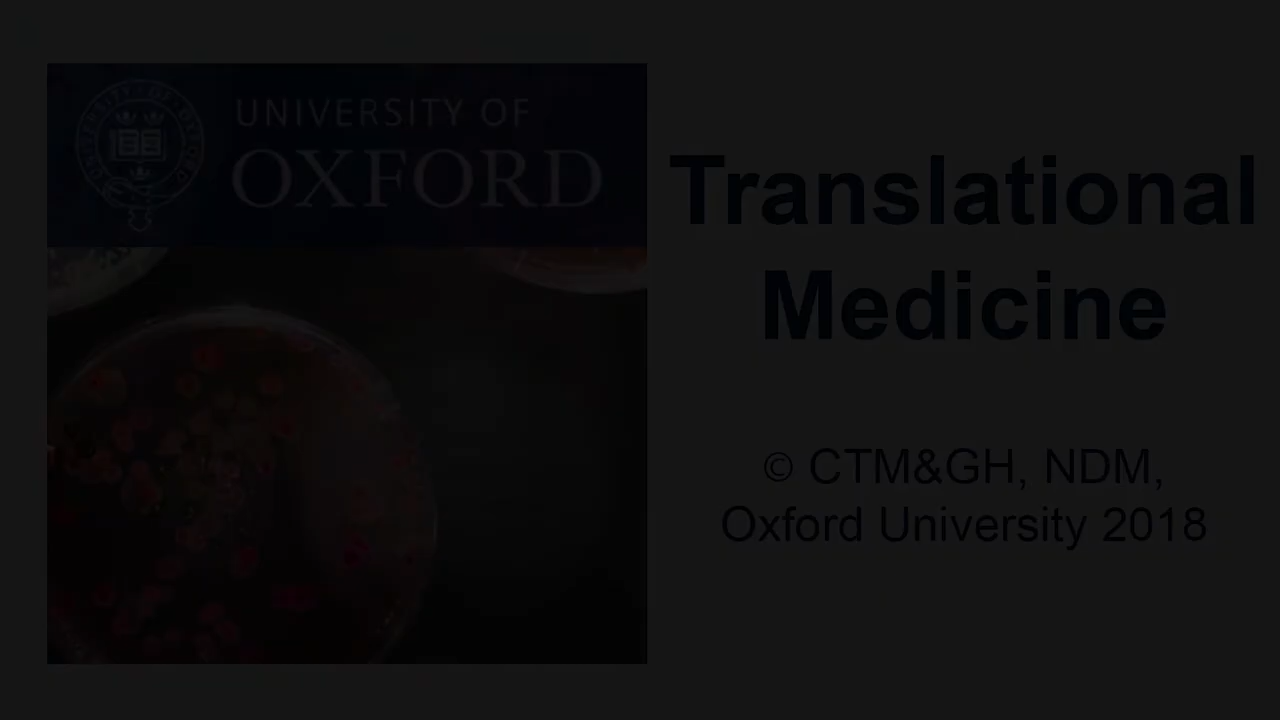 UNIVERSITY OF
OXFORD
Translational
Medicine
© CTM&GH, NDM,
Oxford University 2018